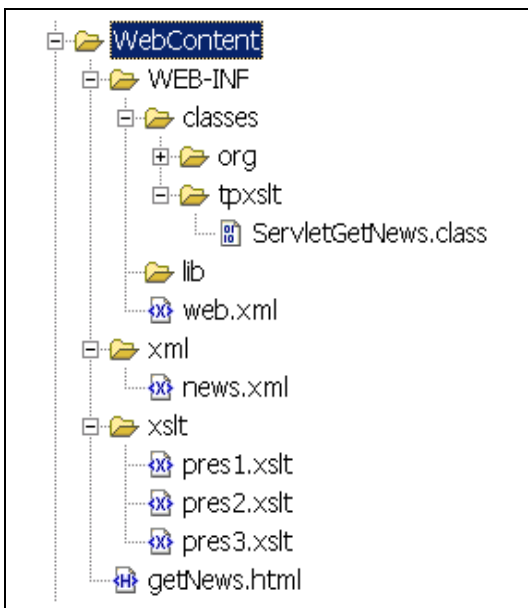 WebContent
WEB-INF
classes
org
tpxslt
ServletGetNews.class
lib
web.xml
xml
news.xml
xslt
pres1.xslt
pres2.xslt
pres3.xslt
getNews.html